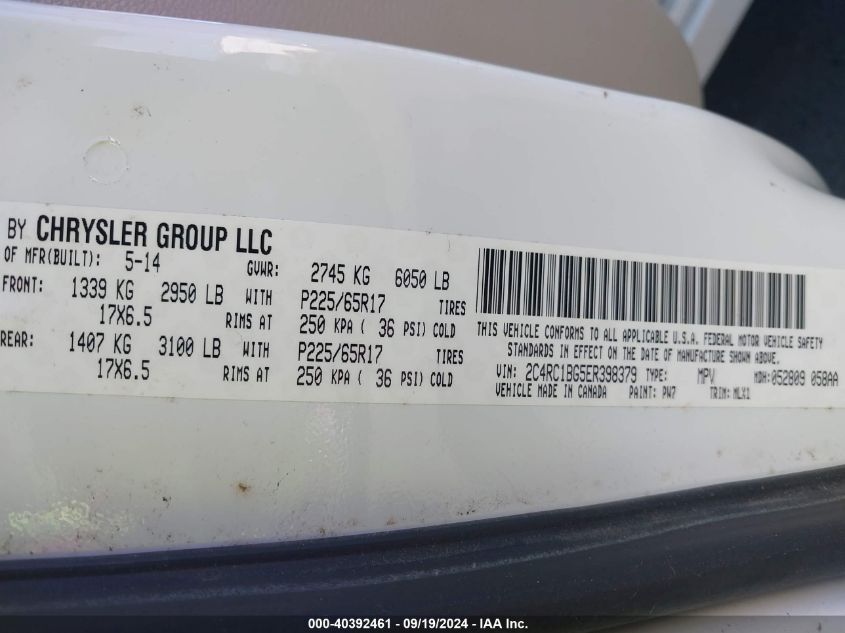 BY CHRYSLER GROUP LLC
OF MFR(BUILT): 5-14 GVWR: 2745 KG 6050 LB
FRONT: 1339 KG 2950 LB WITH P225/65R17 TIRES
17X6.5 RIMS AT 250 KPA ( 36 PSI) COLD
REAR: 1407 KG 3100 LB WITH P225/65R17 TIRES
17X6.5 RIMS AT 250 KPA ( 36 PSI) COLD
THIS VEHICLE CONFORMS TO ALL APPLICABLE U.S.A. FEDERAL MOTOR VEHICLE SAFETY
STANDARDS IN EFFECT ON THE DATE OF MANUFACTURE SHOWN ABOVE.
VIN: 2C4RC1BG5ER398379 TYPE: MPV MDH:052809 058AA
VEHICLE MADE IN CANADA PAINT: PW7 TRIM: MLX1
000-40392461 - 09/19/2024 - IAA Inc.